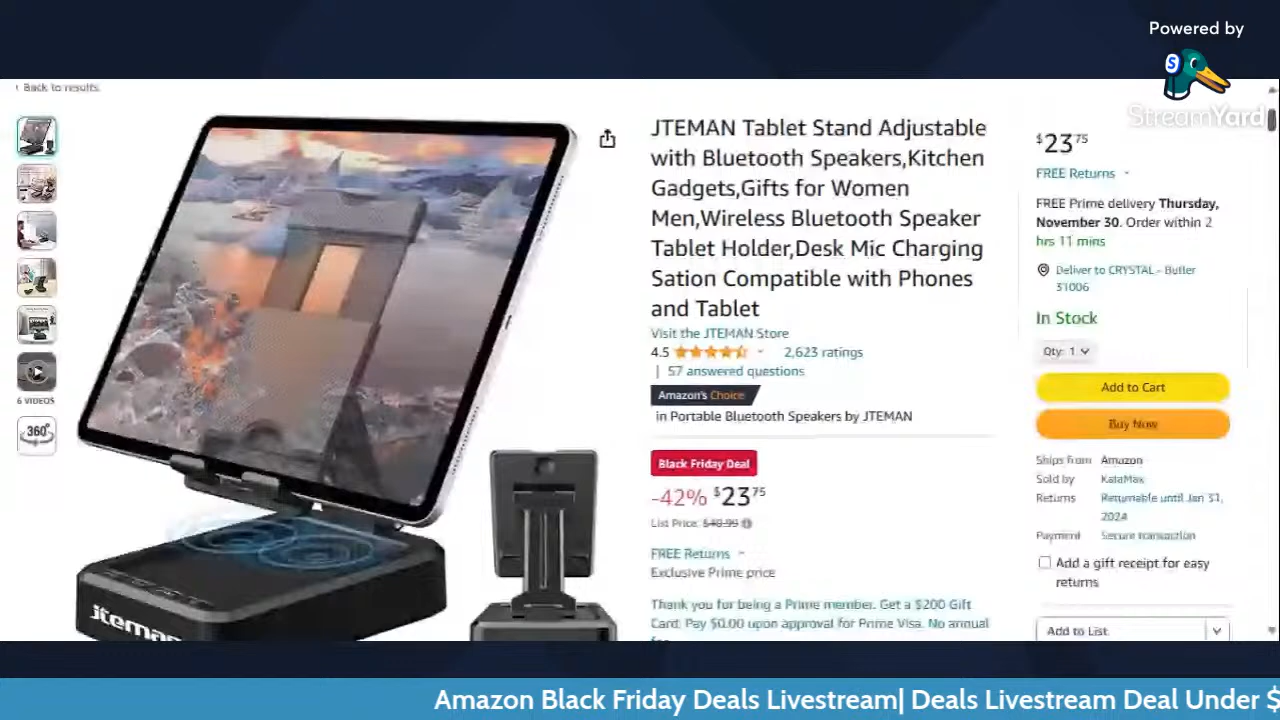 Powered by
StreamYard
‹ Back to results
JTEMAN Tablet Stand Adjustable
with Bluetooth Speakers,Kitchen
Gadgets,Gifts for Women
Men,Wireless Bluetooth Speaker
Tablet Holder,Desk Mic Charging
Sation Compatible with Phones
and Tablet
Visit the JTEMAN Store
4.5 2,623 ratings
| 57 answered questions
Amazon's Choice
in Portable Bluetooth Speakers by JTEMAN
Black Friday Deal
-42% $23 75
List Price: $40.99
FREE Returns
Exclusive Prime price
Thank you for being a Prime member. Get a $200 Gift
Card: Pay $0.00 upon approval for Prime Visa. No annual
6 VIDEOS
360°
jteman
$23 75
FREE Returns
FREE Prime delivery Thursday,
November 30. Order within 2
hrs 11 mins
Deliver to CRYSTAL - Butler
31006
In Stock
Qty: 1
Add to Cart
Buy Now
Ships from Amazon
Sold by KataMax
Returns Returnable until Jan 31,
2024
Payment Secure transaction
Add a gift receipt for easy
returns
Add to List
Amazon Black Friday Deals Livestream| Deals Livestream Deal Under $